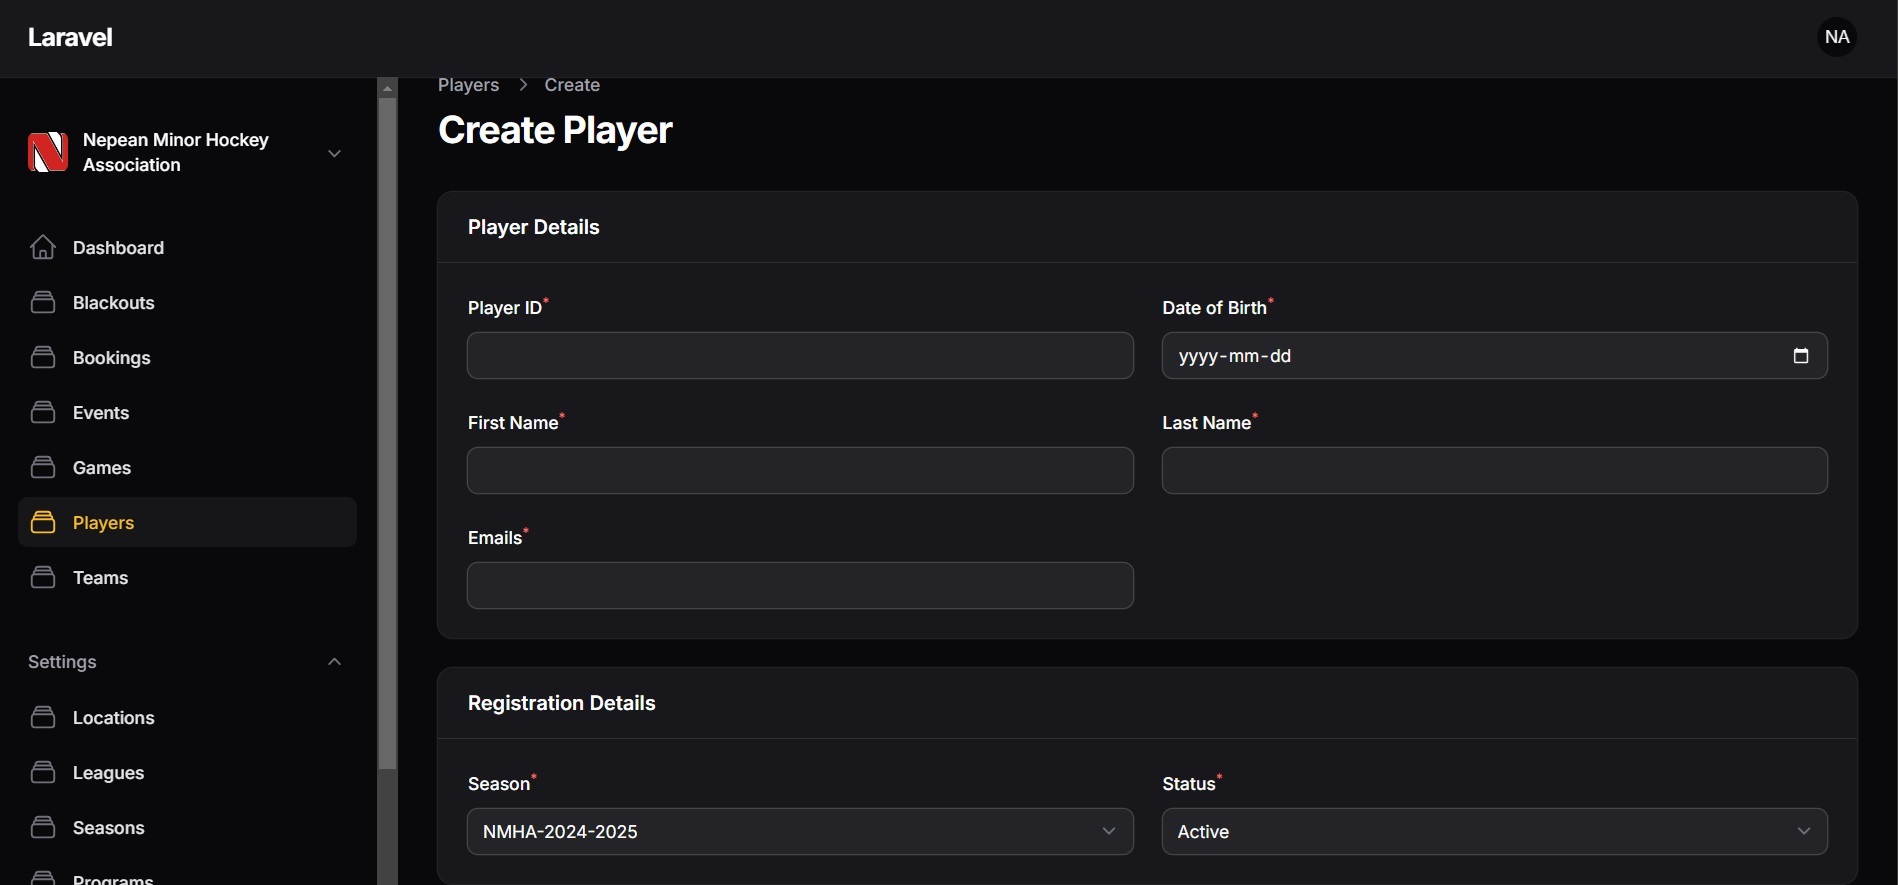 Laravel
NA
Nepean Minor Hockey
Association
Dashboard
Blackouts
Bookings
Events
Games
Players
Teams
Settings
Locations
Leagues
Seasons
Programs
Players > Create
Create Player
Player Details
Player ID*
Date of Birth*
yyyy-mm-dd
First Name*
Last Name*
Emails*
Registration Details
Season*
Status*
NMHA-2024-2025
Active